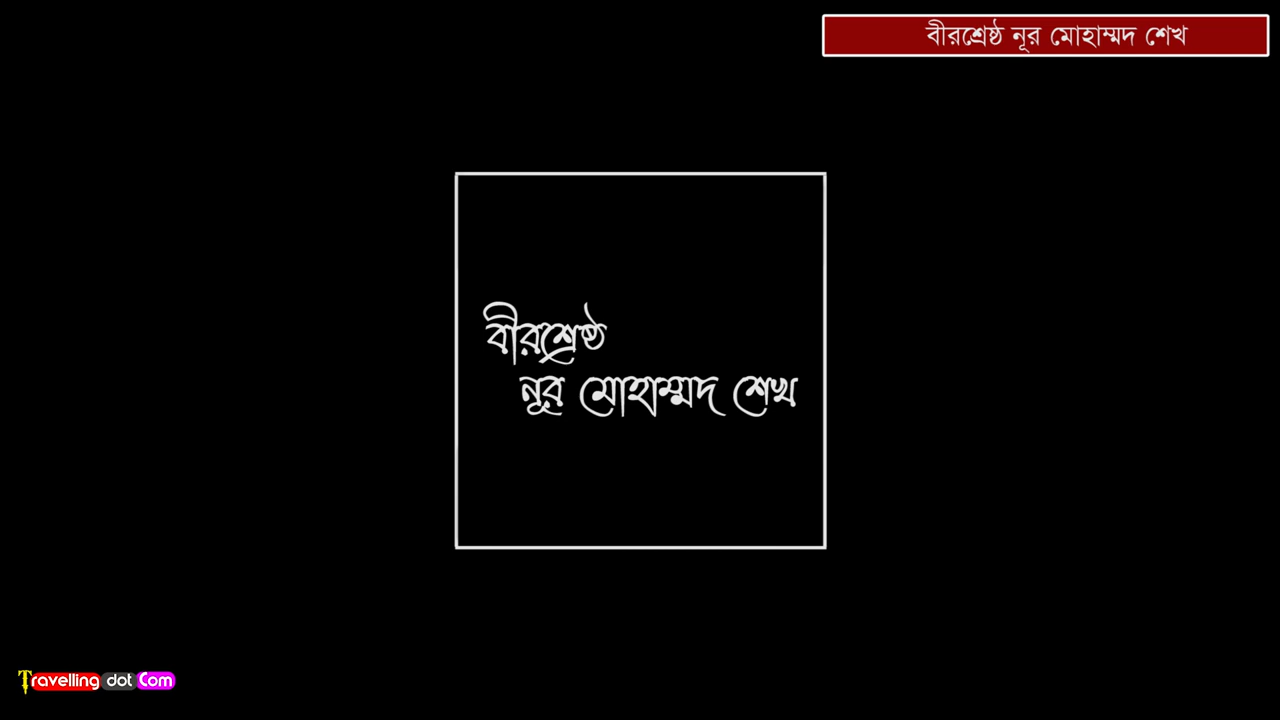 বীরশ্রেষ্ঠ নূর মোহাম্মদ শেখ
বীরশ্রেষ্ঠ
নূর মোহাম্মদ শেখ
Travelling dot Com